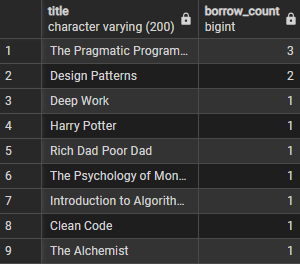 title borrow_count
character varying (200) bigint
1 The Pragmatic Program... 3
2 Design Patterns 2
3 Deep Work 1
4 Harry Potter 1
5 Rich Dad Poor Dad 1
6 The Psychology of Mon... 1
7 Introduction to Algorith... 1
8 Clean Code 1
9 The Alchemist 1